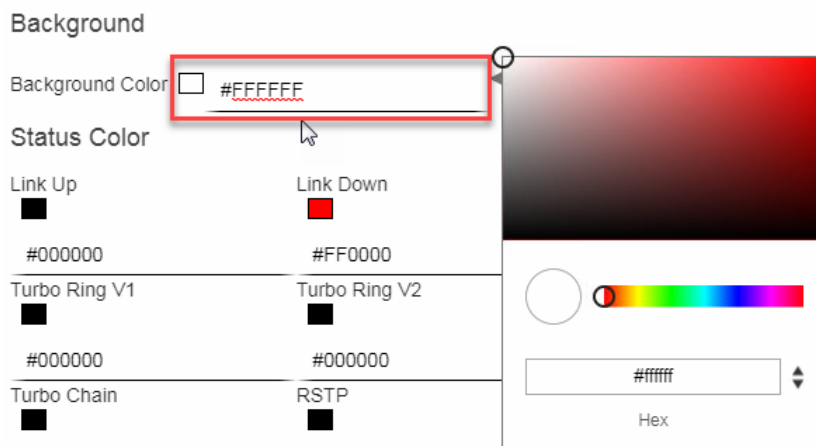 Background
Background Color #FFFFFF
Status Color
Link Up Link Down
#000000 #FF0000
Turbo Ring V1 Turbo Ring V2
#000000 #000000
Turbo Chain RSTP
#ffffff
Hex